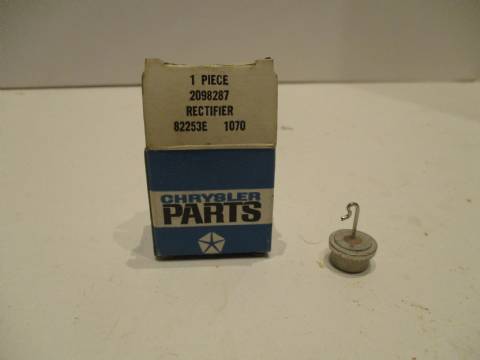 1 PIECE
2098287
RECTIFIER
82253E 1070
CHRYSLER
PARTS